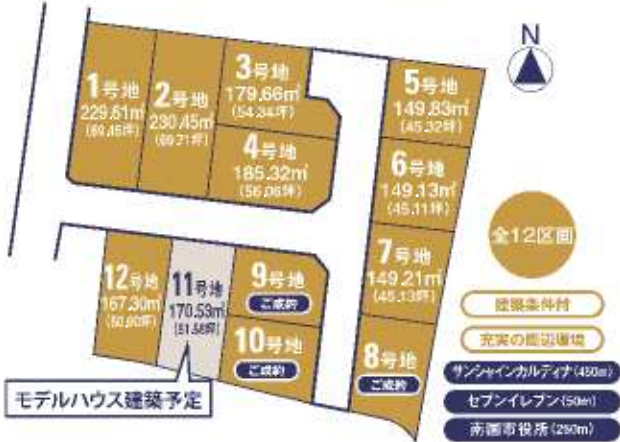 N
1号地
229.61㎡
(69.45坪)
2号地
230.45㎡
(69.71坪)
3号地
179.66㎡
(54.34坪)
4号地
185.32㎡
(56.06坪)
5号地
149.83㎡
(45.32坪)
6号地
149.13㎡
(45.11坪)
7号地
149.21㎡
(45.13坪)
8号地
ご成約
9号地
ご成約
10号地
ご成約
11号地
170.53㎡
(51.58坪)
12号地
167.30㎡
(50.60坪)
モデルハウス建築予定
全12区画
建築条件付
充実の周辺環境
サンシャインカルディナ(450m)
セブンイレブン(50m)
南国市役所(290m)